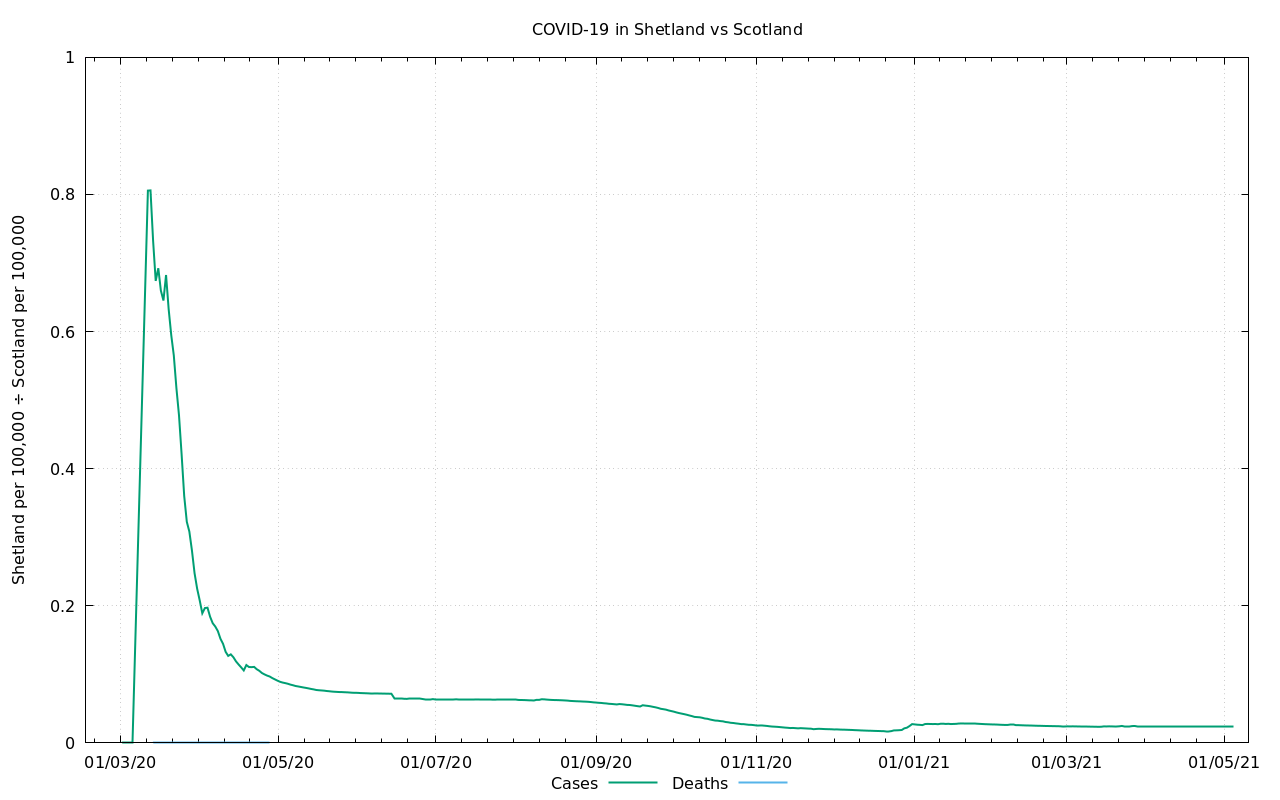 COVID-19 in Shetland vs Scotland
Shetland per 100,000 ÷ Scotland per 100,000
1
0.8
0.6
0.4
0.2
0
01/03/20 01/05/20 01/07/20 01/09/20 01/11/20 01/01/21 01/03/21 01/05/21
Cases Deaths